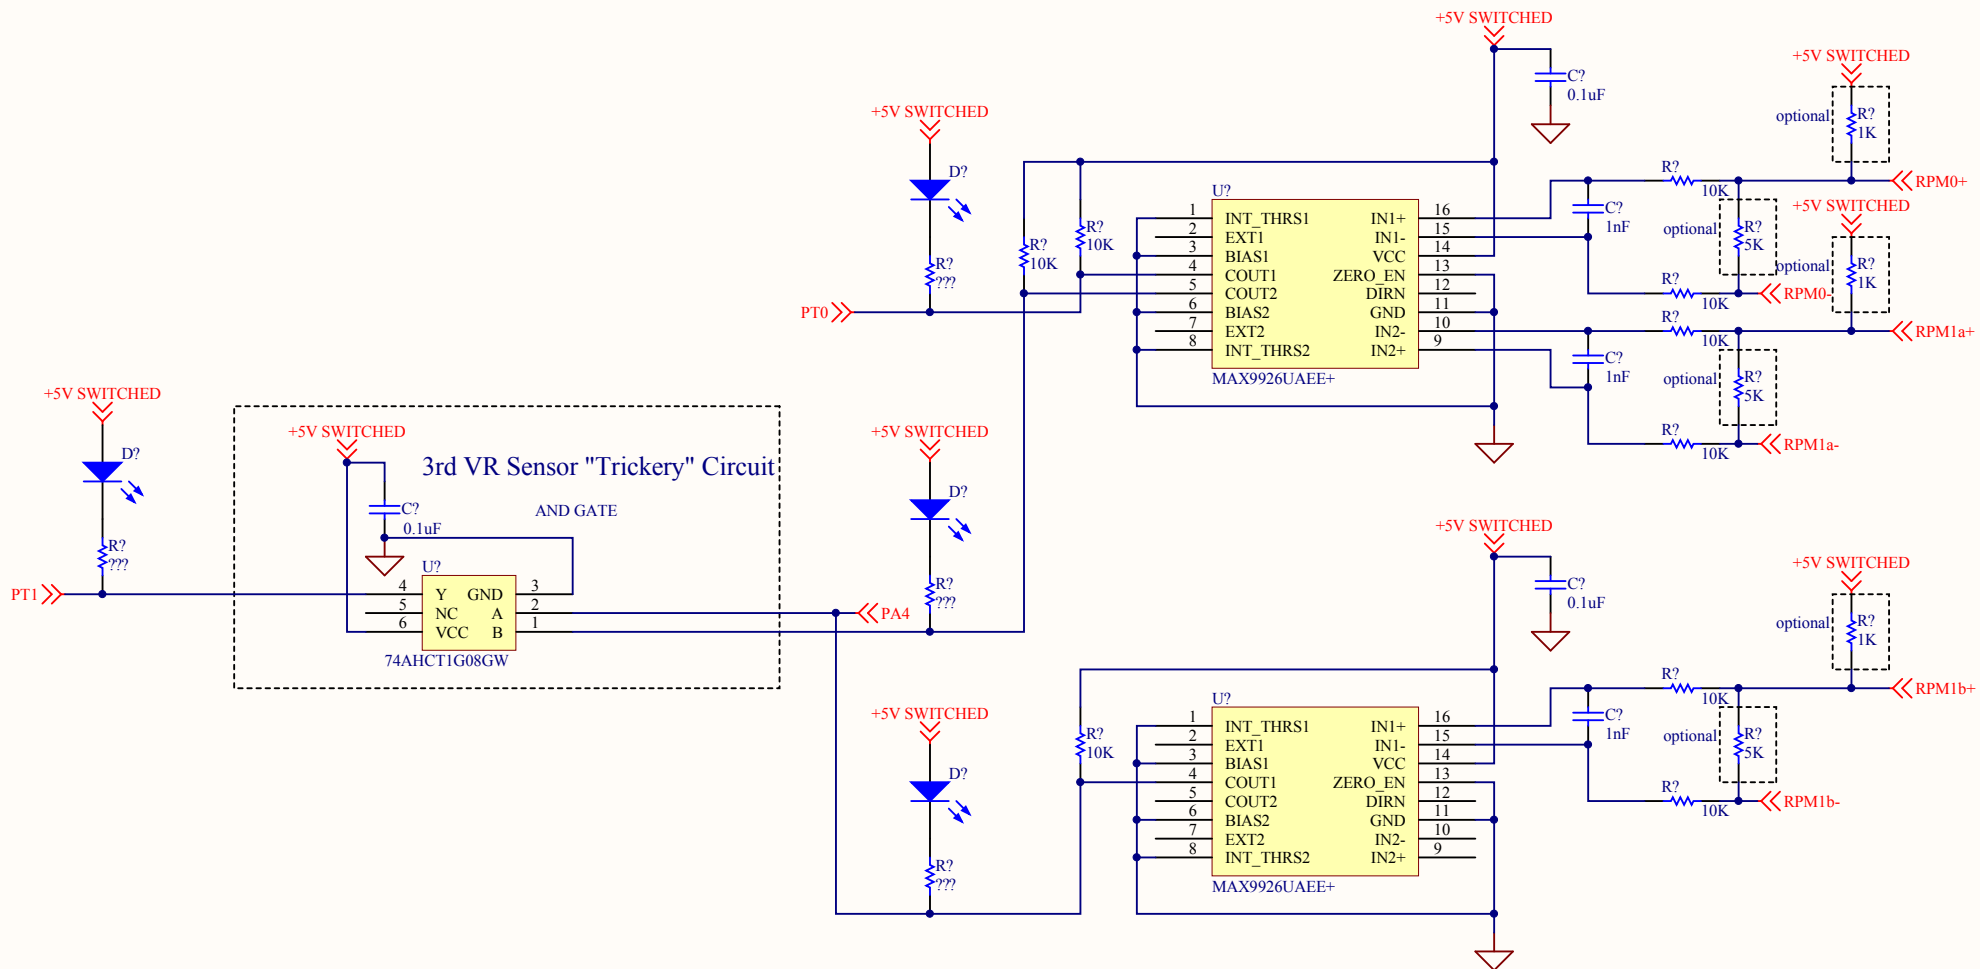 +5V SWITCHED
C?
0.1uF
+5V SWITCHED
optional
R?
1K
+5V SWITCHED
D?
R?
???
PT0
R?
10K
R?
10K
U?
1 INT_THRS1 IN1+ 16
2 EXT1 IN1- 15
3 BIAS1 VCC 14
4 COUT1 ZERO_EN 13
5 COUT2 DIRN 12
6 BIAS2 GND 11
7 EXT2 IN2- 10
8 INT_THRS2 IN2+ 9
MAX9926UAEE+
R?
10K
RPM0+
C?
1nF
optional
R?
5K
+5V SWITCHED
optional
R?
1K
R?
10K
RPM0-
R?
10K
RPM1a+
C?
1nF
optional
R?
5K
R?
10K
RPM1a-
+5V SWITCHED
D?
R?
???
PT1
+5V SWITCHED
3rd VR Sensor "Trickery" Circuit
C?
0.1uF
AND GATE
U?
4 Y GND 3
5 NC A 2
6 VCC B 1
74AHCT1G08GW
+5V SWITCHED
D?
R?
???
PA4
+5V SWITCHED
C?
0.1uF
+5V SWITCHED
optional
R?
1K
+5V SWITCHED
D?
R?
???
R?
10K
U?
1 INT_THRS1 IN1+ 16
2 EXT1 IN1- 15
3 BIAS1 VCC 14
4 COUT1 ZERO_EN 13
5 COUT2 DIRN 12
6 BIAS2 GND 11
7 EXT2 IN2- 10
8 INT_THRS2 IN2+ 9
MAX9926UAEE+
R?
10K
RPM1b+
C?
1nF
optional
R?
5K
R?
10K
RPM1b-